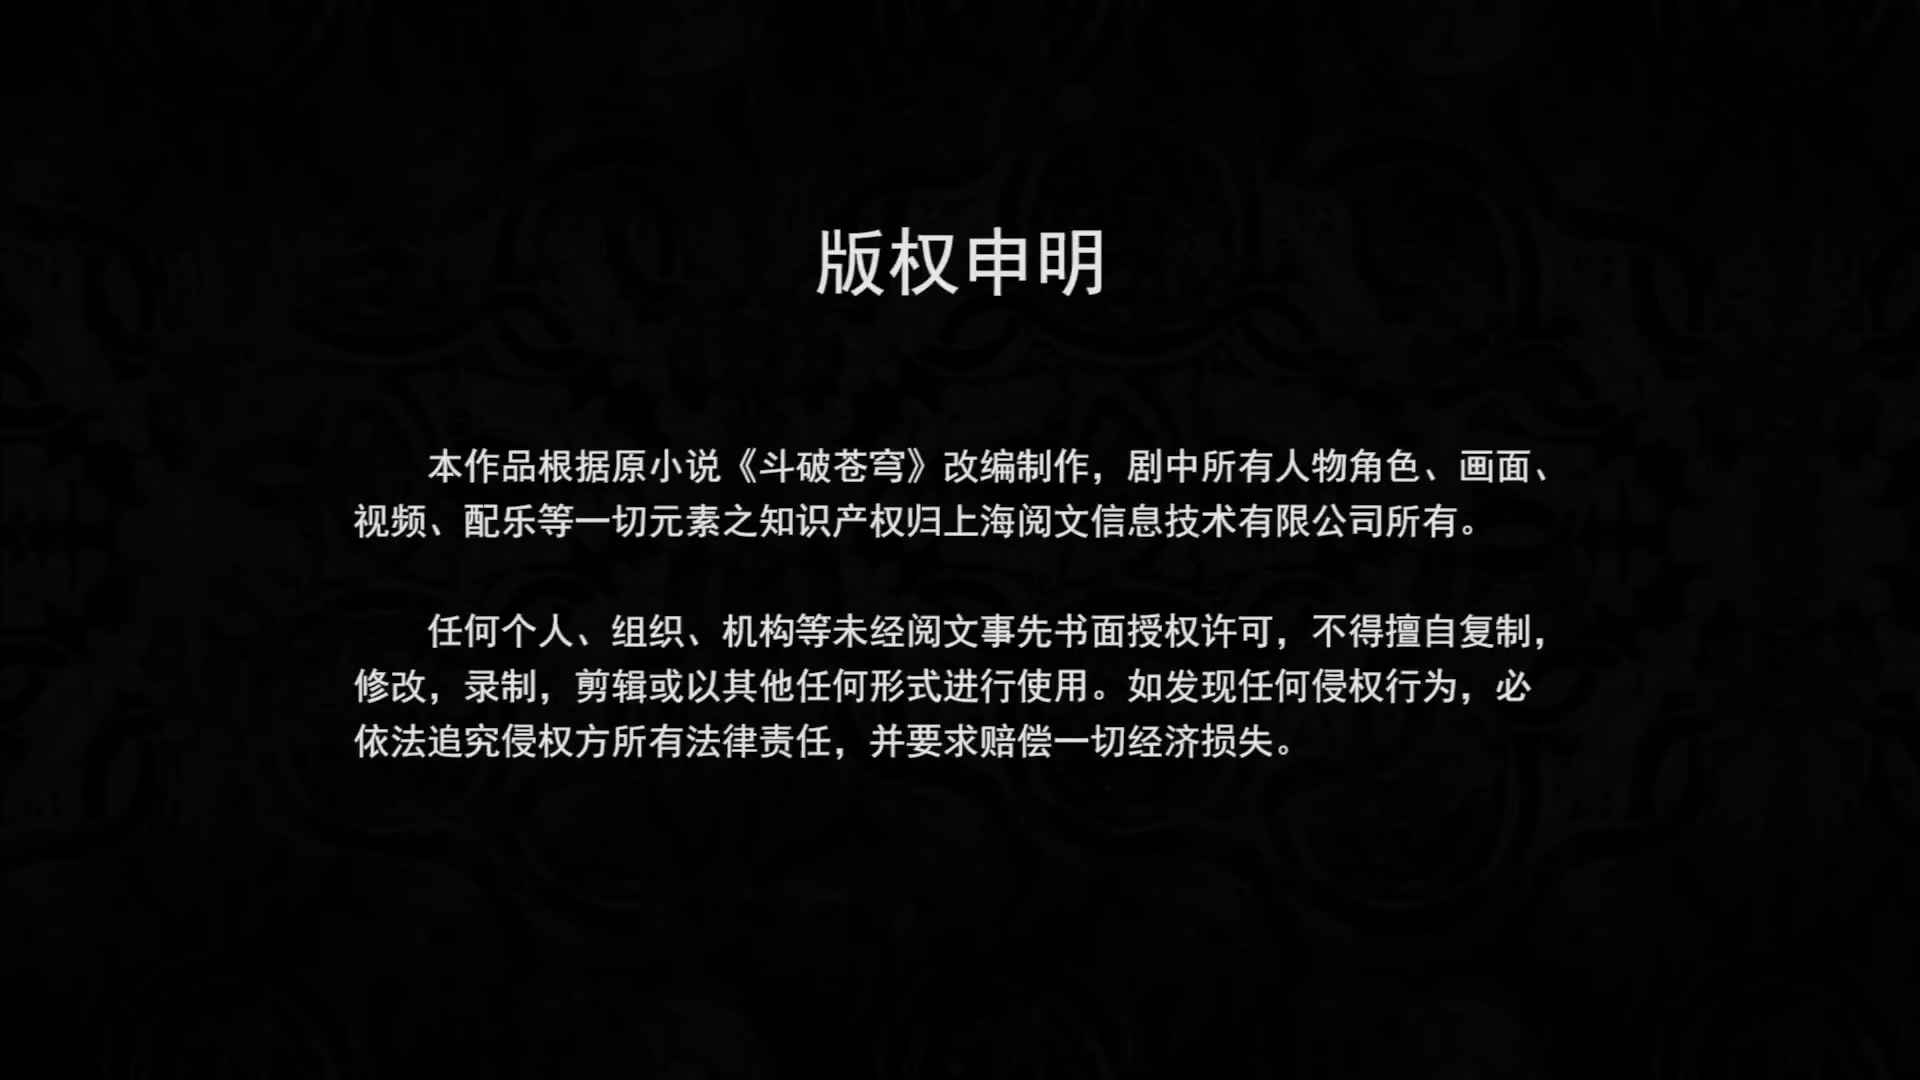 版权申明
本作品根据原小说《斗破苍穹》改编制作，剧中所有人物角色、画面、
视频、配乐等一切元素之知识产权归上海阅文信息技术有限公司所有。
任何个人、组织、机构等未经阅文事先书面授权许可，不得擅自复制，
修改，录制，剪辑或以其他任何形式进行使用。如发现任何侵权行为，必
依法追究侵权方所有法律责任，并要求赔偿一切经济损失。